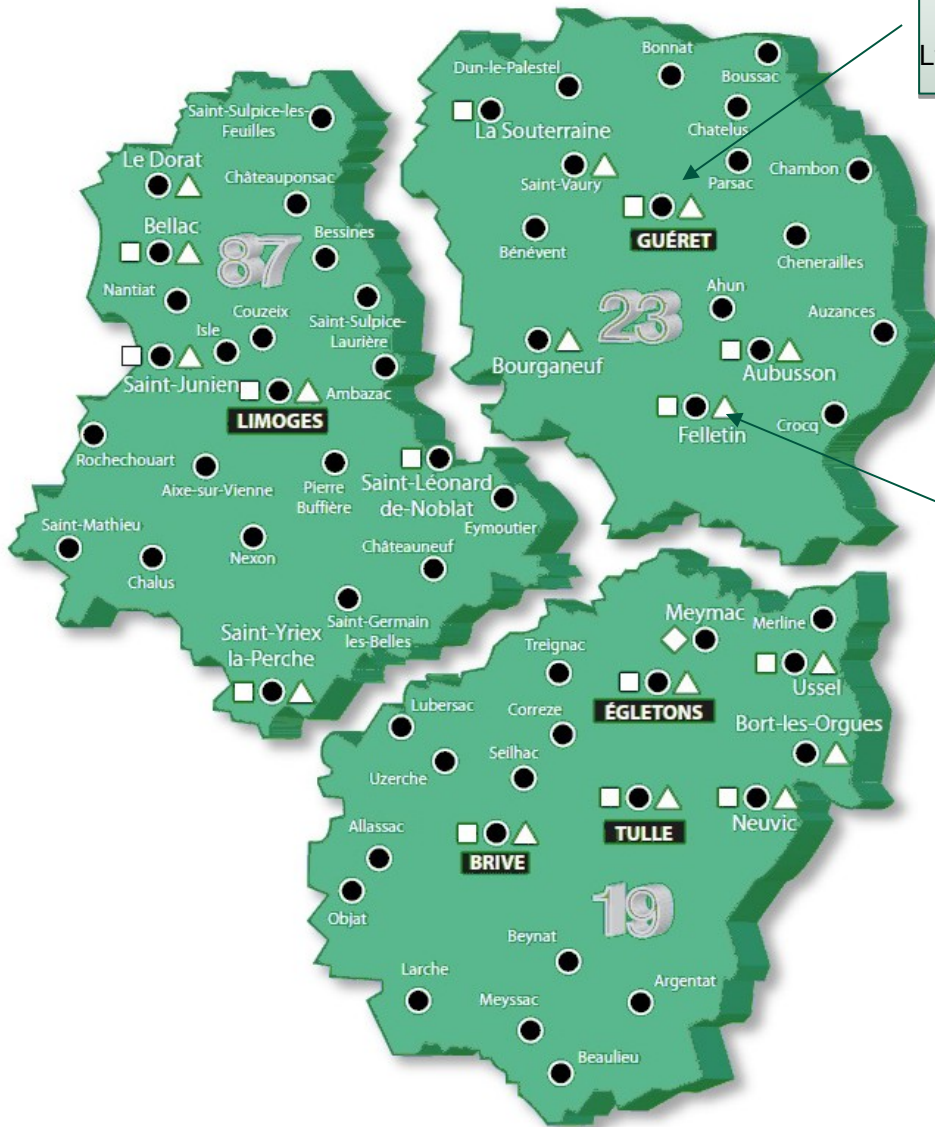 L
Bonnat
Dun-le-Palestel
Boussac
La Souterraine
Chatelus
Saint-Vaury
Parsac
Chambon
GUÉRET
Bénévent
Chenerailles
23
Ahun
Auzances
Bourganeuf
Aubusson
Felletin
Crocq
Saint-Sulpice-les-
Feuilles
Le Dorat
Châteauponsac
Bellac
87
Bessines
Nantiat
Isle
Couzeix
Saint-Sulpice-
Laurière
Saint-Junien
Ambazac
LIMOGES
Rochechouart
Aixe-sur-Vienne
Pierre
Buffière
Saint-Léonard
de-Noblat
Eymoutier
Saint-Mathieu
Chalus
Nexon
Châteauneuf
Saint-Germain
les-Belles
Saint-Yriex
la-Perche
Meymac
Merline
Treignac
Ussel
ÉGLETONS
Lubersac
Correze
Bort-les-Orgues
Seilhac
Uzerche
Allassac
BRIVE
TULLE
Neuvic
Objat
19
Beynat
Larche
Meyssac
Argentat
Beaulieu